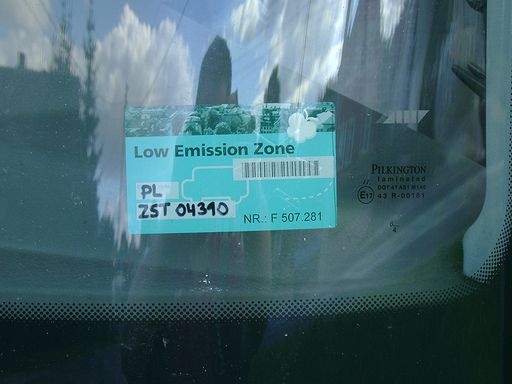 Low Emission Zone
PL
ZST 04310
NR.: F 507.281
PILKINGTON
laminated
E17
43 R-00181